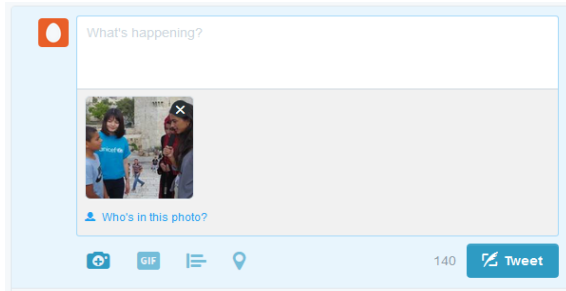 What's happening?
unicef
Who's in this photo?
GIF
140
Tweet